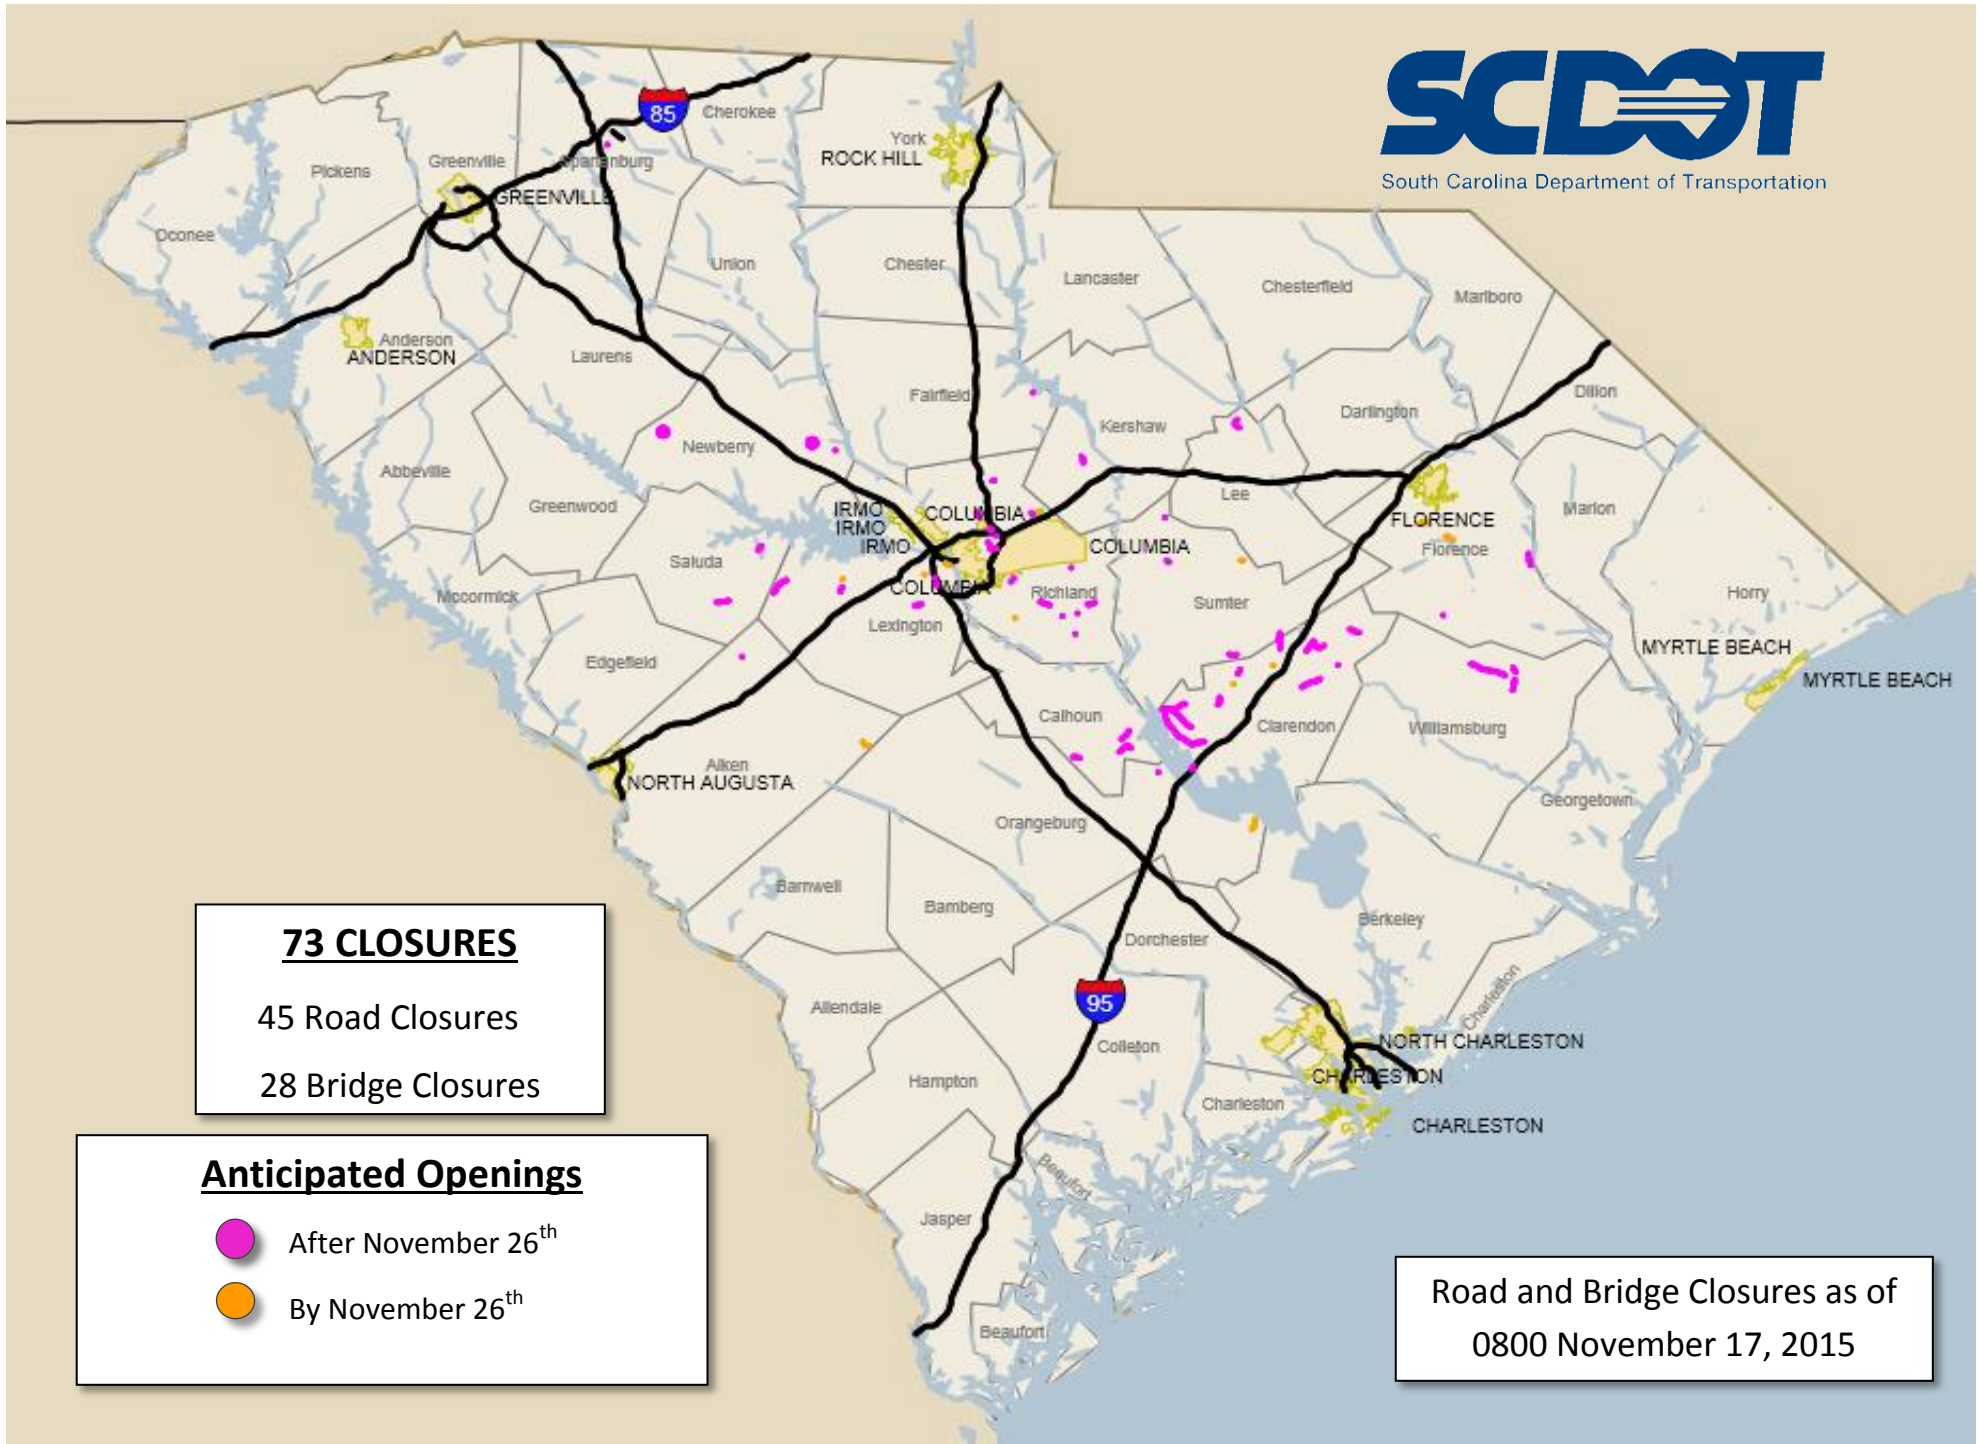 SCDOT
South Carolina Department of Transportation
85
Cherokee
York
ROCK HILL
Pickens
Greenville
Spartanburg
GREENVILLE
Oconee
Union
Chester
Lancaster
Chesterfield
Marlboro
Anderson
ANDERSON
Laurens
Fairfield
Kershaw
Darlington
Dillon
Newberry
Abbeville
Greenwood
Lee
Marion
IRMO
IRMO
IRMO
COLUMBIA
COLUMBIA
COLUMBIA
FLORENCE
Florence
Saluda
Mccormick
Richland
Sumter
Horry
Lexington
Edgefield
MYRTLE BEACH
MYRTLE BEACH
Calhoun
Clarendon
Williamsburg
Aiken
NORTH AUGUSTA
Georgetown
Orangeburg
Barnwell
Bamberg
Berkeley
Dorchester
Charleston
95
Allendale
Colleton
NORTH CHARLESTON
CHARLESTON
Hampton
Charleston
CHARLESTON
Beaufort
Jasper
Beaufort
73 CLOSURES
45 Road Closures
28 Bridge Closures
Anticipated Openings
After November 26th
By November 26th
Road and Bridge Closures as of
0800 November 17, 2015